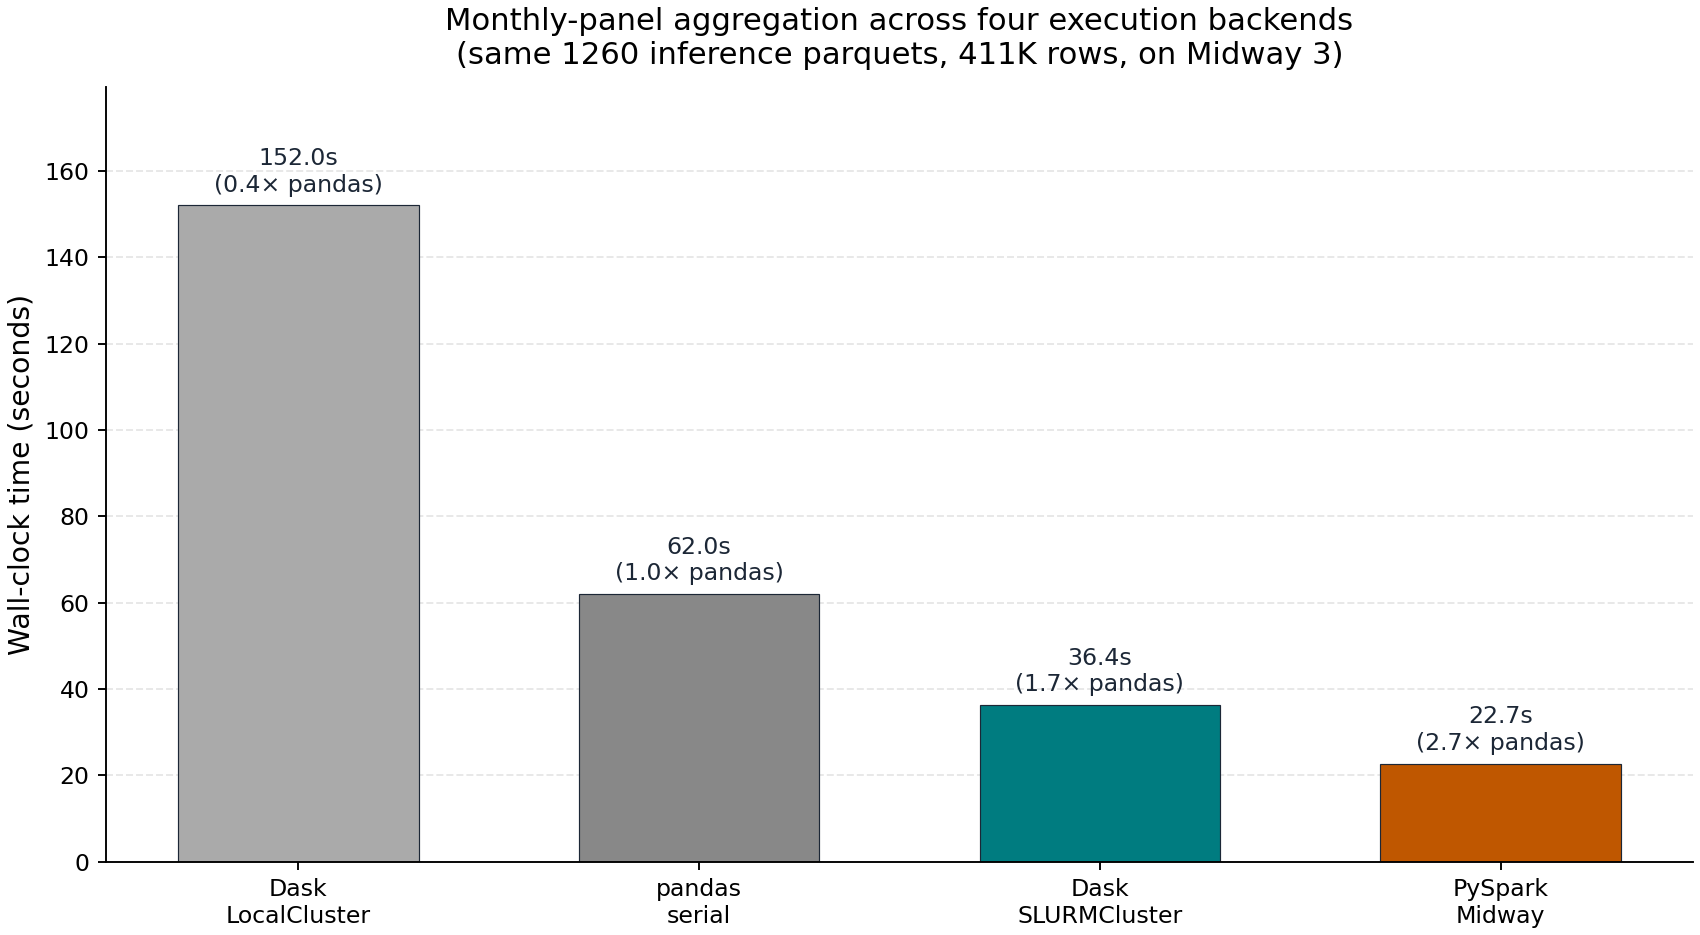 Monthly-panel aggregation across four execution backends
(same 1260 inference parquets, 411K rows, on Midway 3)
Wall-clock time (seconds)
160
140
120
100
80
60
40
20
0
152.0s
(0.4× pandas)
62.0s
(1.0× pandas)
36.4s
(1.7× pandas)
22.7s
(2.7× pandas)
Dask
LocalCluster
pandas
serial
Dask
SLURMCluster
PySpark
Midway